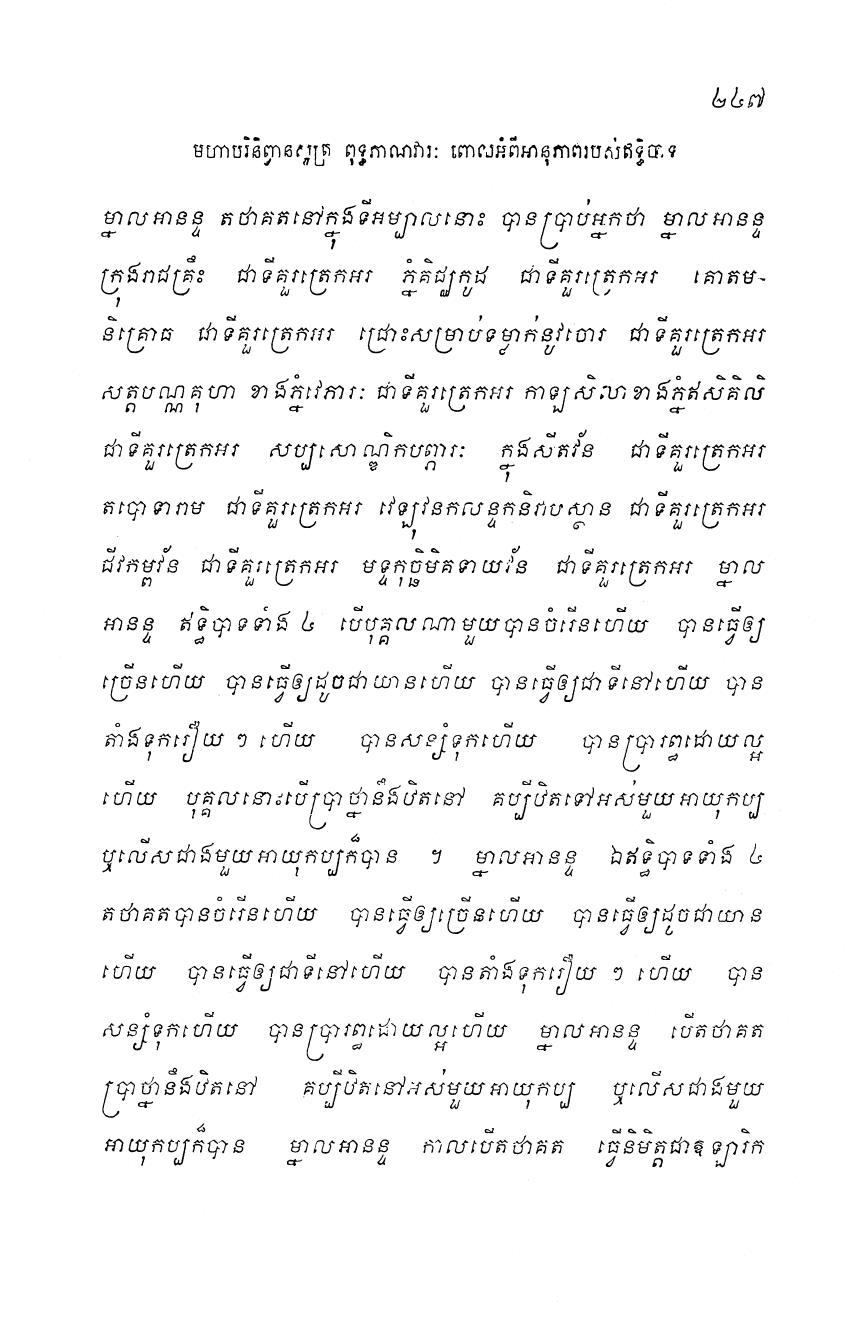 ២៤៧
មហាបរិនិព្វានសូត្រ ពុទ្ធភាណវារៈ ពោលអំពីអានុភាពរបស់ឥទ្ធិបាទ
ម្នាលអានន្ទ តថាគតនៅក្នុងទីអម្បាលនោះ បានប្រាប់អ្នកថា ម្នាលអានន្ទ
ក្រុងរាជគ្រឹះ ជាទីគួរត្រេកអរ ភ្នំគិជ្ឈកូដ ជាទីគួរត្រេកអរ គោតម-
និគ្រោធ ជាទីគួរត្រេកអរ ជ្រោះសម្រាប់ទម្លាក់នូវចោរ ជាទីគួរត្រេកអរ
សត្តបណ្ណគុហា ខាងភ្នំវេភារៈ ជាទីគួរត្រេកអរ កាឡសិលាខាងភ្នំឥសិគិលិ
ជាទីគួរត្រេកអរ សប្បសោណ្ឌិកបព្ភារៈ ក្នុងសីតវ័ន ជាទីគួរត្រេកអរ
តបោទារាម ជាទីគួរត្រេកអរ វេឡុវនកលន្ទកនិវាបស្ថាន ជាទីគួរត្រេកអរ
ជីវកម្ពវ័ន ជាទីគួរត្រេកអរ មទ្ទកុច្ឆិមិគទាយវ័ន ជាទីគួរត្រេកអរ ម្នាល
អានន្ទ ឥទ្ធិបាទទាំង ៤ បើបុគ្គលណាមួយបានចំរើនហើយ បានធ្វើឲ្យ
ច្រើនហើយ បានធ្វើឲ្យដូចជាយានហើយ បានធ្វើឲ្យជាទីនៅហើយ បាន
តាំងទុករឿយ ៗ ហើយ បានសន្សំទុកហើយ បានប្រារព្ធដោយល្អ
ហើយ បុគ្គលនោះបើប្រាថ្នានឹងឋិតនៅ គប្បីឋិតនៅអស់មួយអាយុកប្ប
ឬលើសជាងមួយអាយុកប្បក៏បាន ។ ម្នាលអានន្ទ ឯឥទ្ធិបាទទាំង ៤
តថាគតបានចំរើនហើយ បានធ្វើឲ្យច្រើនហើយ បានធ្វើឲ្យដូចជាយាន
ហើយ បានធ្វើឲ្យជាទីនៅហើយ បានតាំងទុករឿយ ៗ ហើយ បាន
សន្សំទុកហើយ បានប្រារព្ធដោយល្អហើយ ម្នាលអានន្ទ បើតថាគត
ប្រាថ្នានឹងឋិតនៅ គប្បីឋិតនៅអស់មួយអាយុកប្ប ឬលើសជាងមួយ
អាយុកប្បក៏បាន ម្នាលអានន្ទ កាលបើតថាគត ធ្វើនិមិត្តជាឱឡារិក